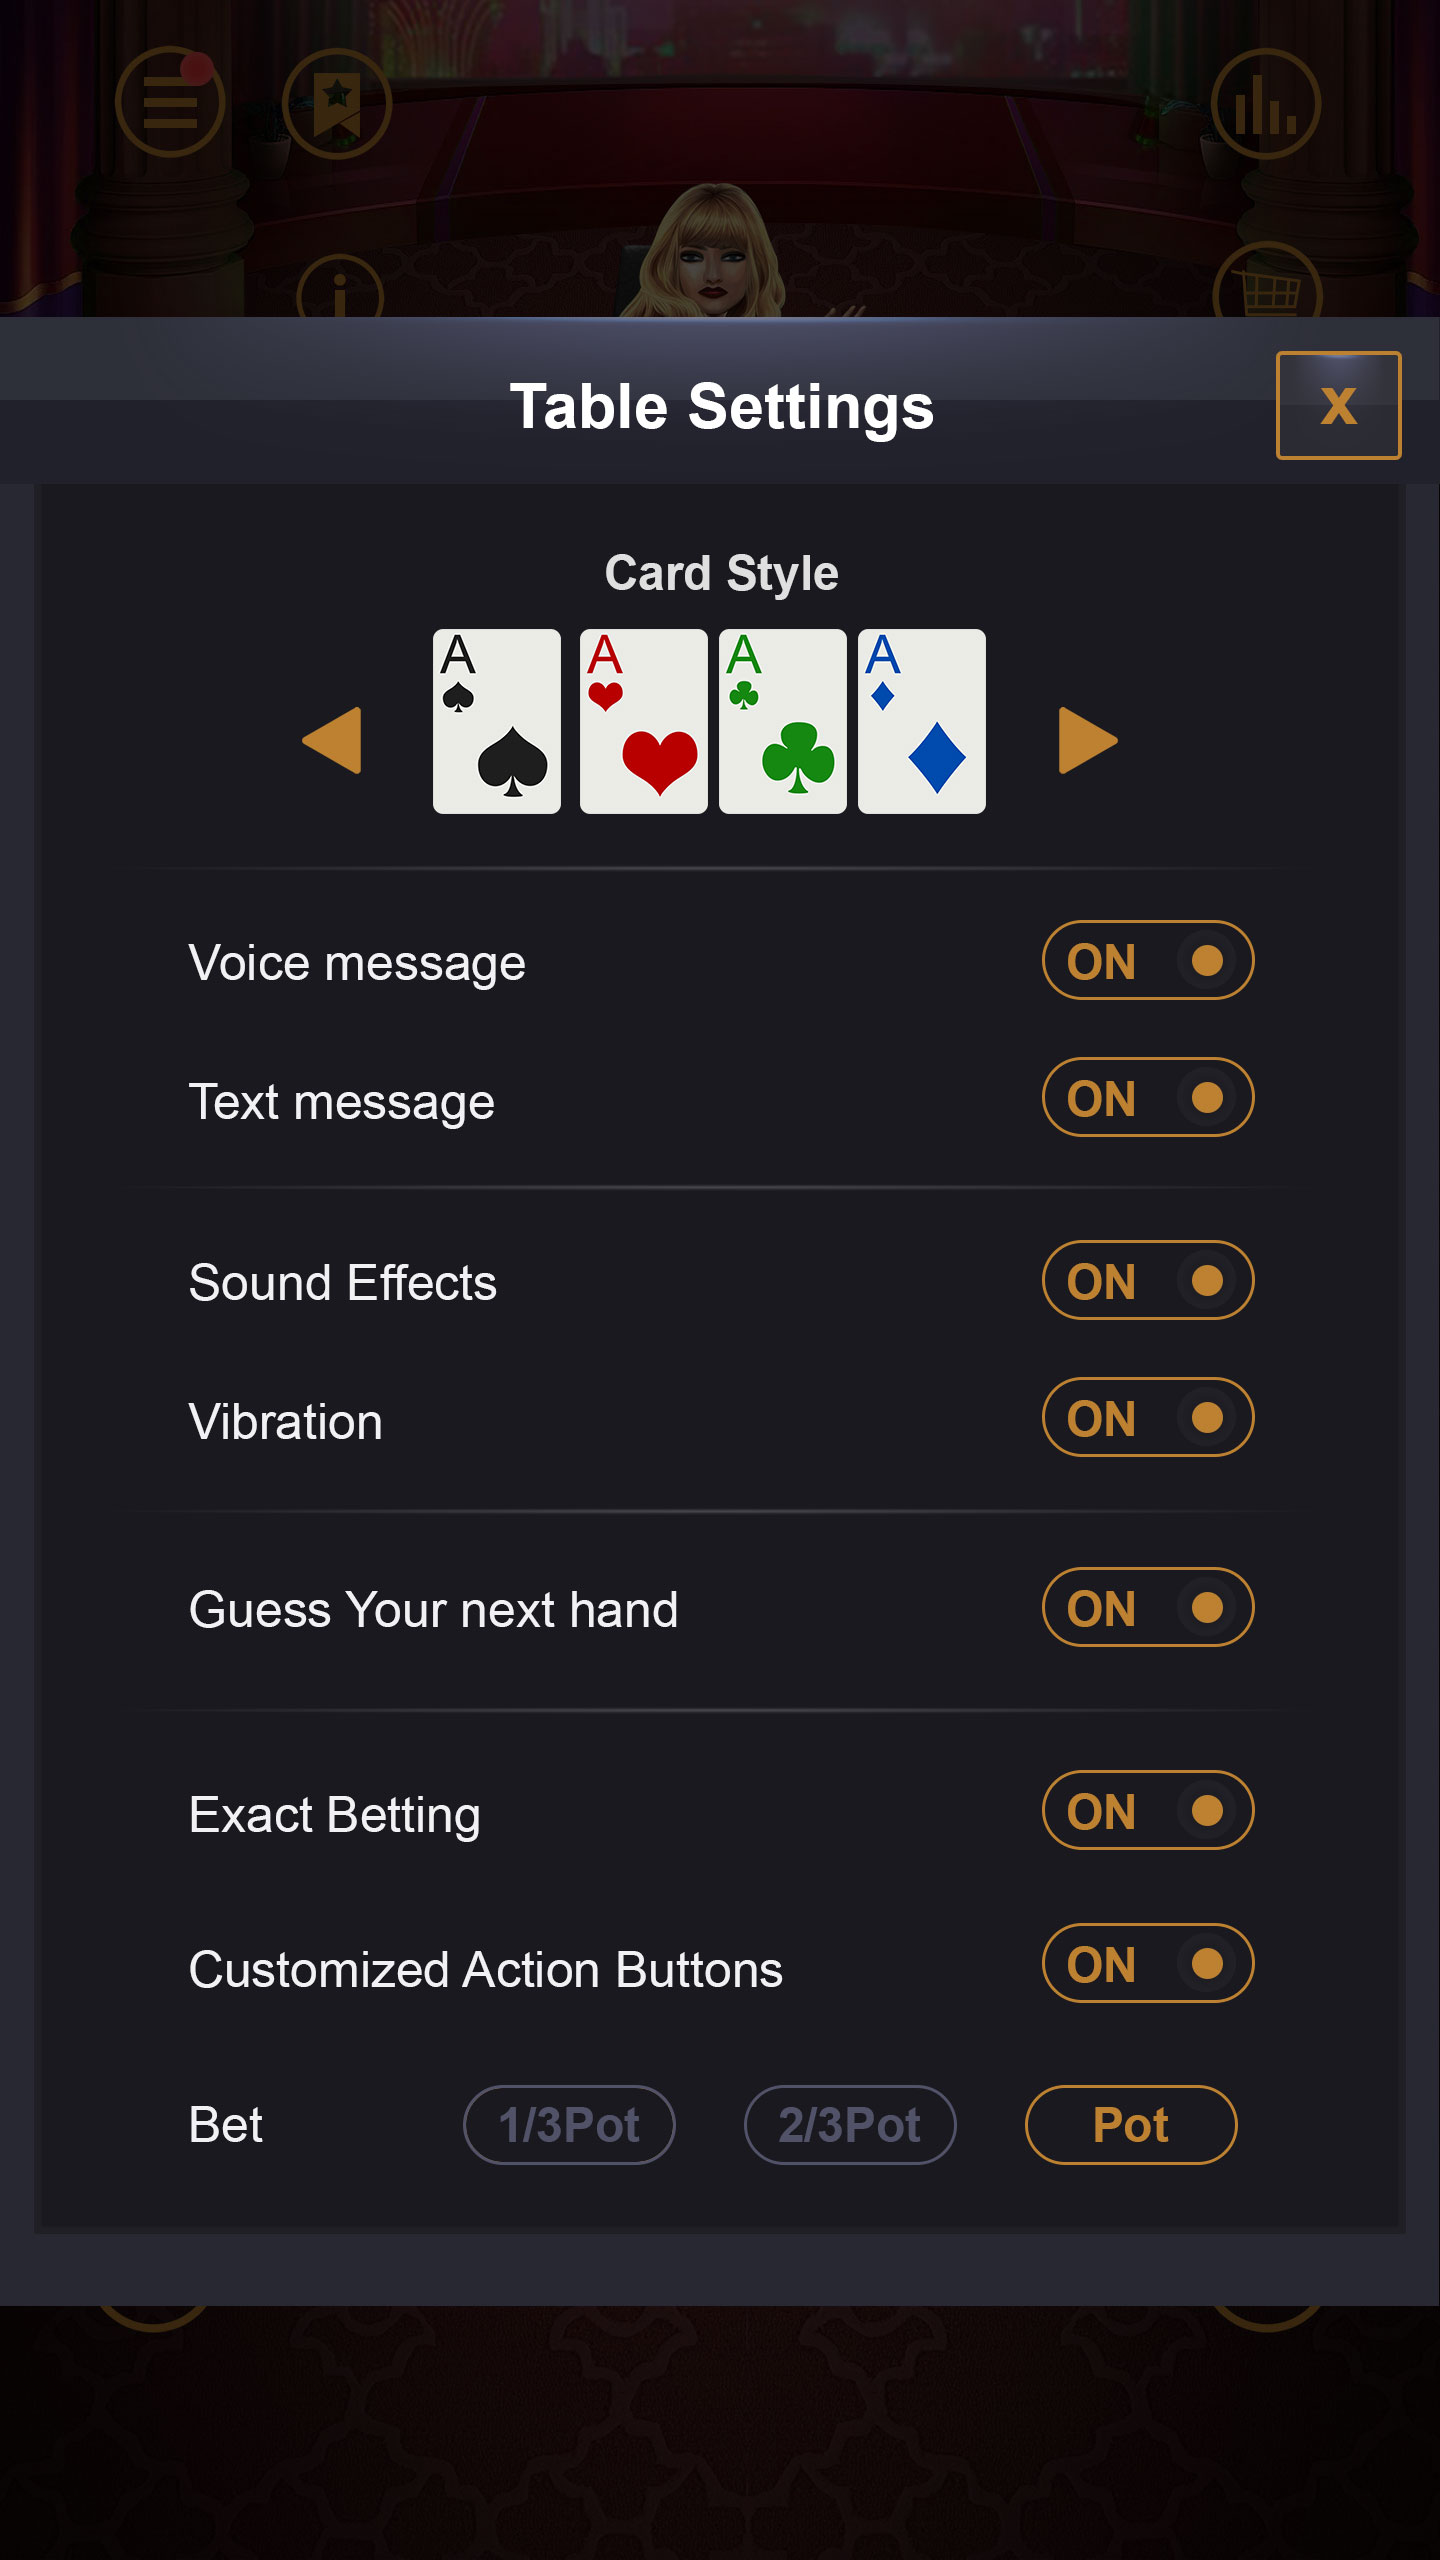 Table Settings
x
Card Style
A A A A
Voice message ON
Text message ON
Sound Effects ON
Vibration ON
Guess Your next hand ON
Exact Betting ON
Customized Action Buttons ON
Bet 1/3Pot 2/3Pot Pot